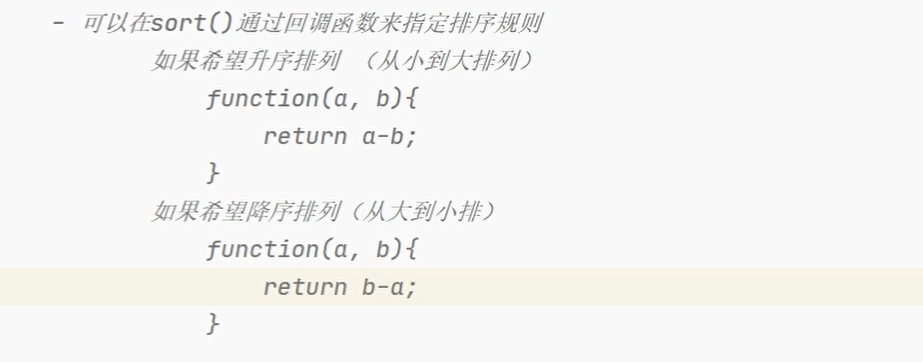 - 可以在sort()通过回调函数来指定排序规则
如果希望升序排列 （从小到大排列）
function(a, b){
return a-b;
}
如果希望降序排列（从大到小排）
function(a, b){
return b-a;
}